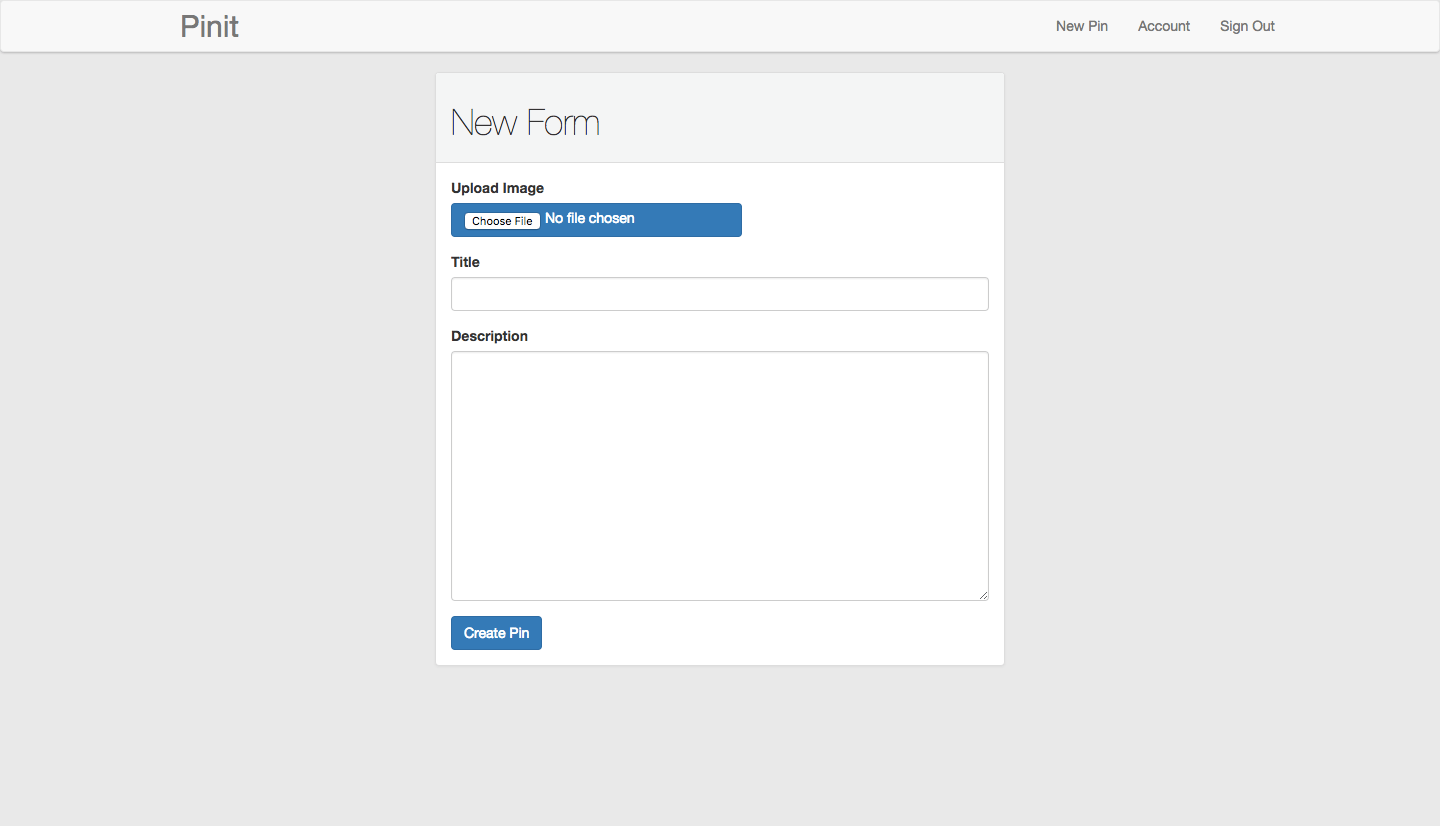 Pinit New Pin Account Sign Out
New Form
Upload Image
Choose File No file chosen
Title
Description
Create Pin